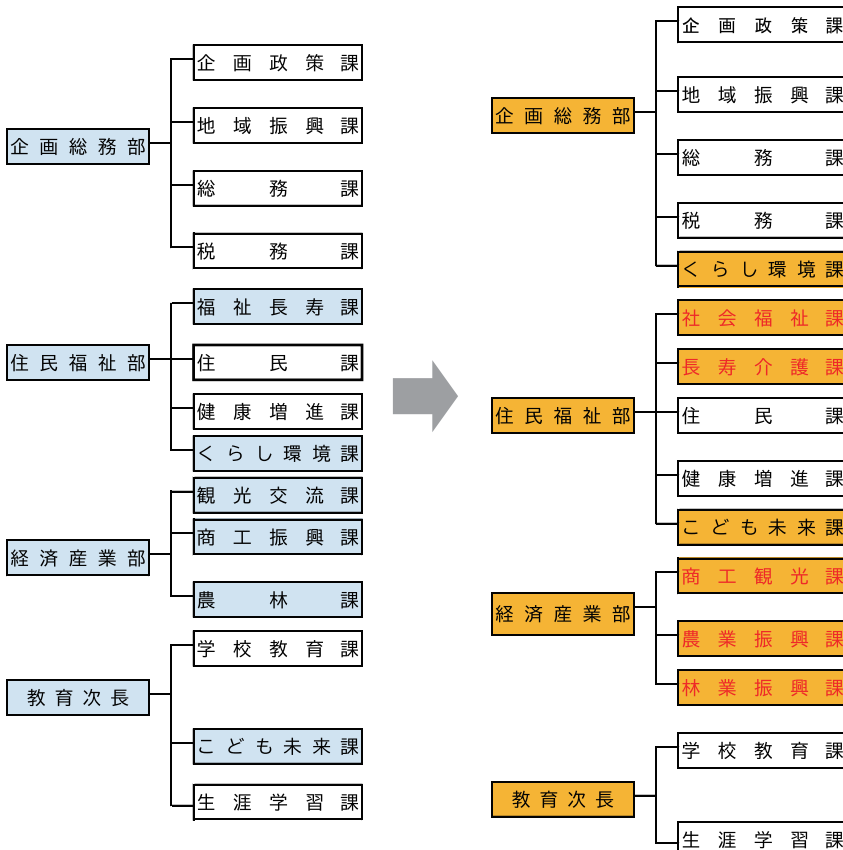 企画総務部
企画政策課
地域振興課
総務課
税務課
住民福祉部
福祉長寿課
住民課
健康増進課
くらし環境課
経済産業部
観光交流課
商工振興課
農林課
教育次長
学校教育課
こども未来課
生涯学習課
企画総務部
企画政策課
地域振興課
総務課
税務課
くらし環境課
住民福祉部
社会福祉課
長寿介護課
住民課
健康増進課
こども未来課
経済産業部
商工観光課
農業振興課
林業振興課
教育次長
学校教育課
生涯学習課